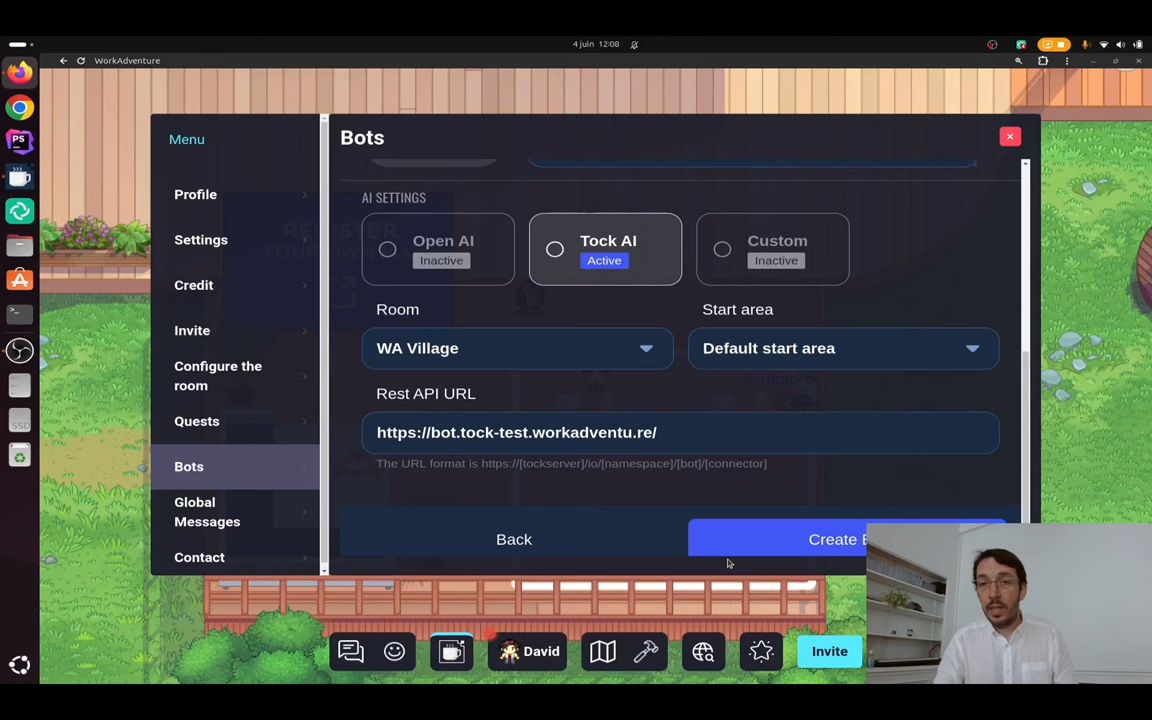 4 juin 12:08
WorkAdventure
Menu
Bots
Profile
Settings
Credit
Invite
Configure the
room
Quests
Bots
Global
Messages
Contact
AI SETTINGS
Open AI
Inactive
Tock AI
Active
Custom
Inactive
Room
Start area
WA Village
Default start area
Rest API URL
https://bot.tock-test.workadventu.re/
The URL format is https://[tockserver]/io/[namespace]/[bot]/[connector]
Back
Create
David
Invite
PS
SSD